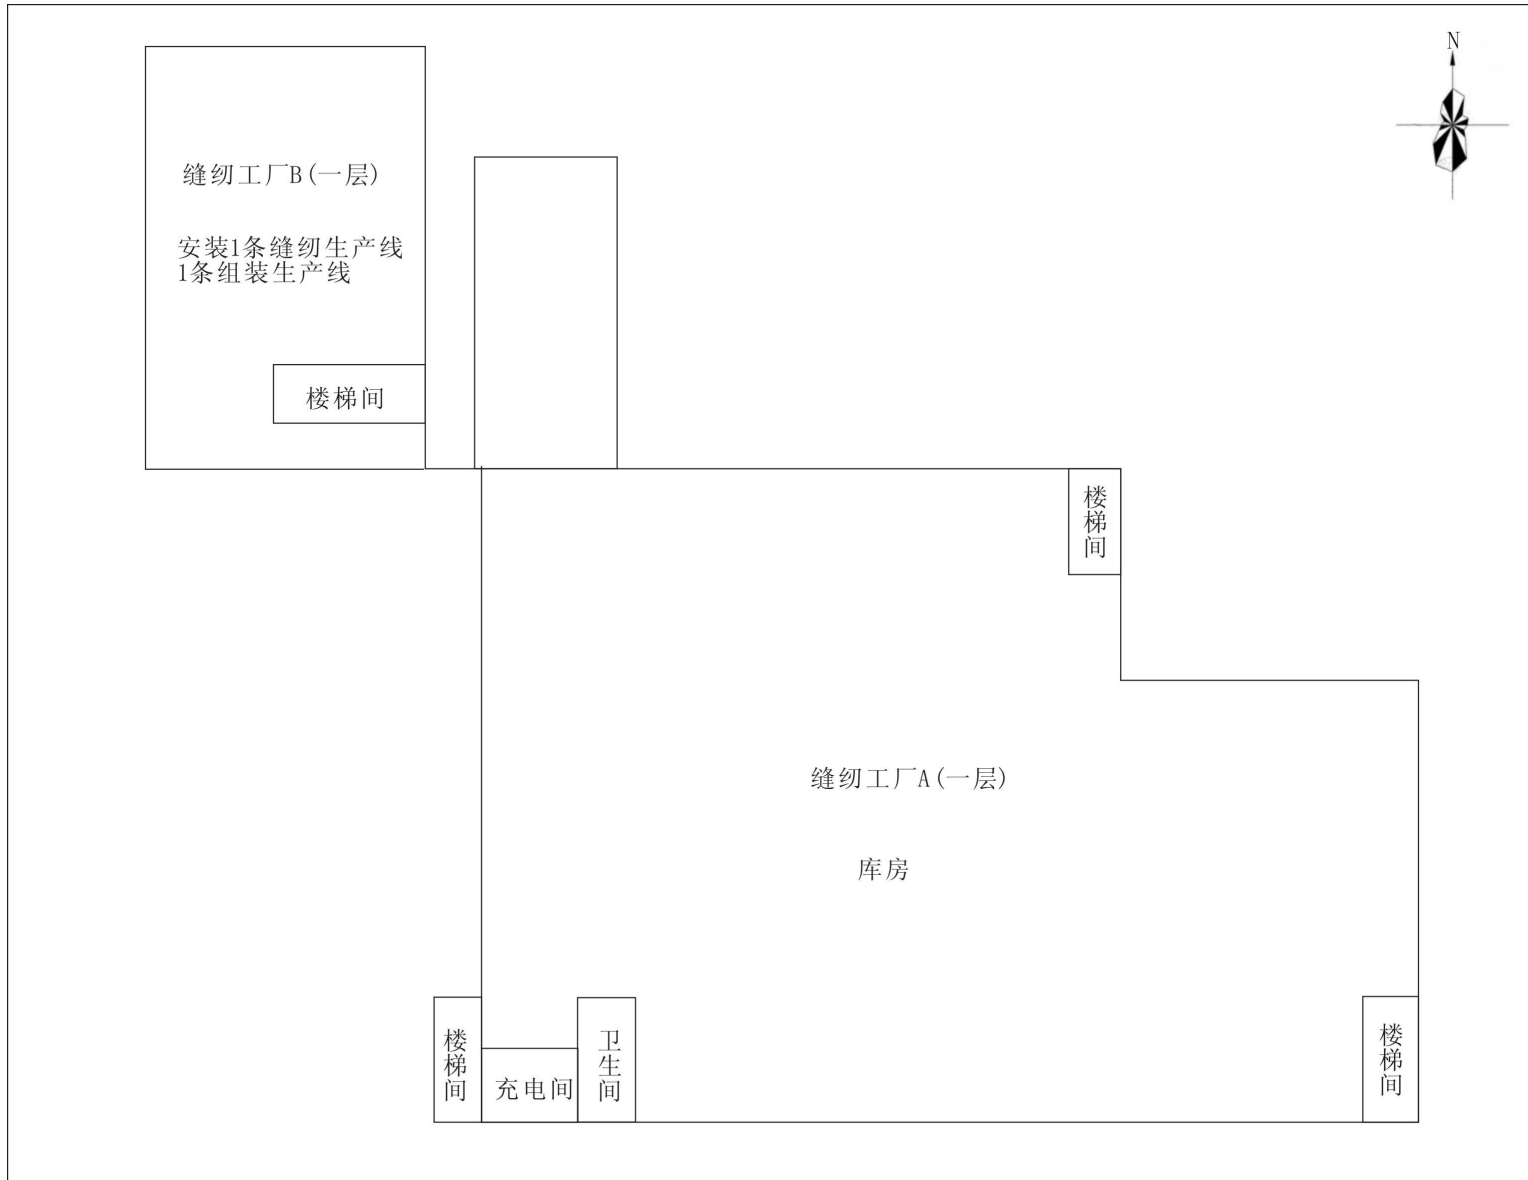 N
缝纫工厂B(一层)
安装1条缝纫生产线
1条组装生产线
楼梯间
楼梯间
缝纫工厂A(一层)
库房
楼梯间
充电间
卫生间
楼梯间